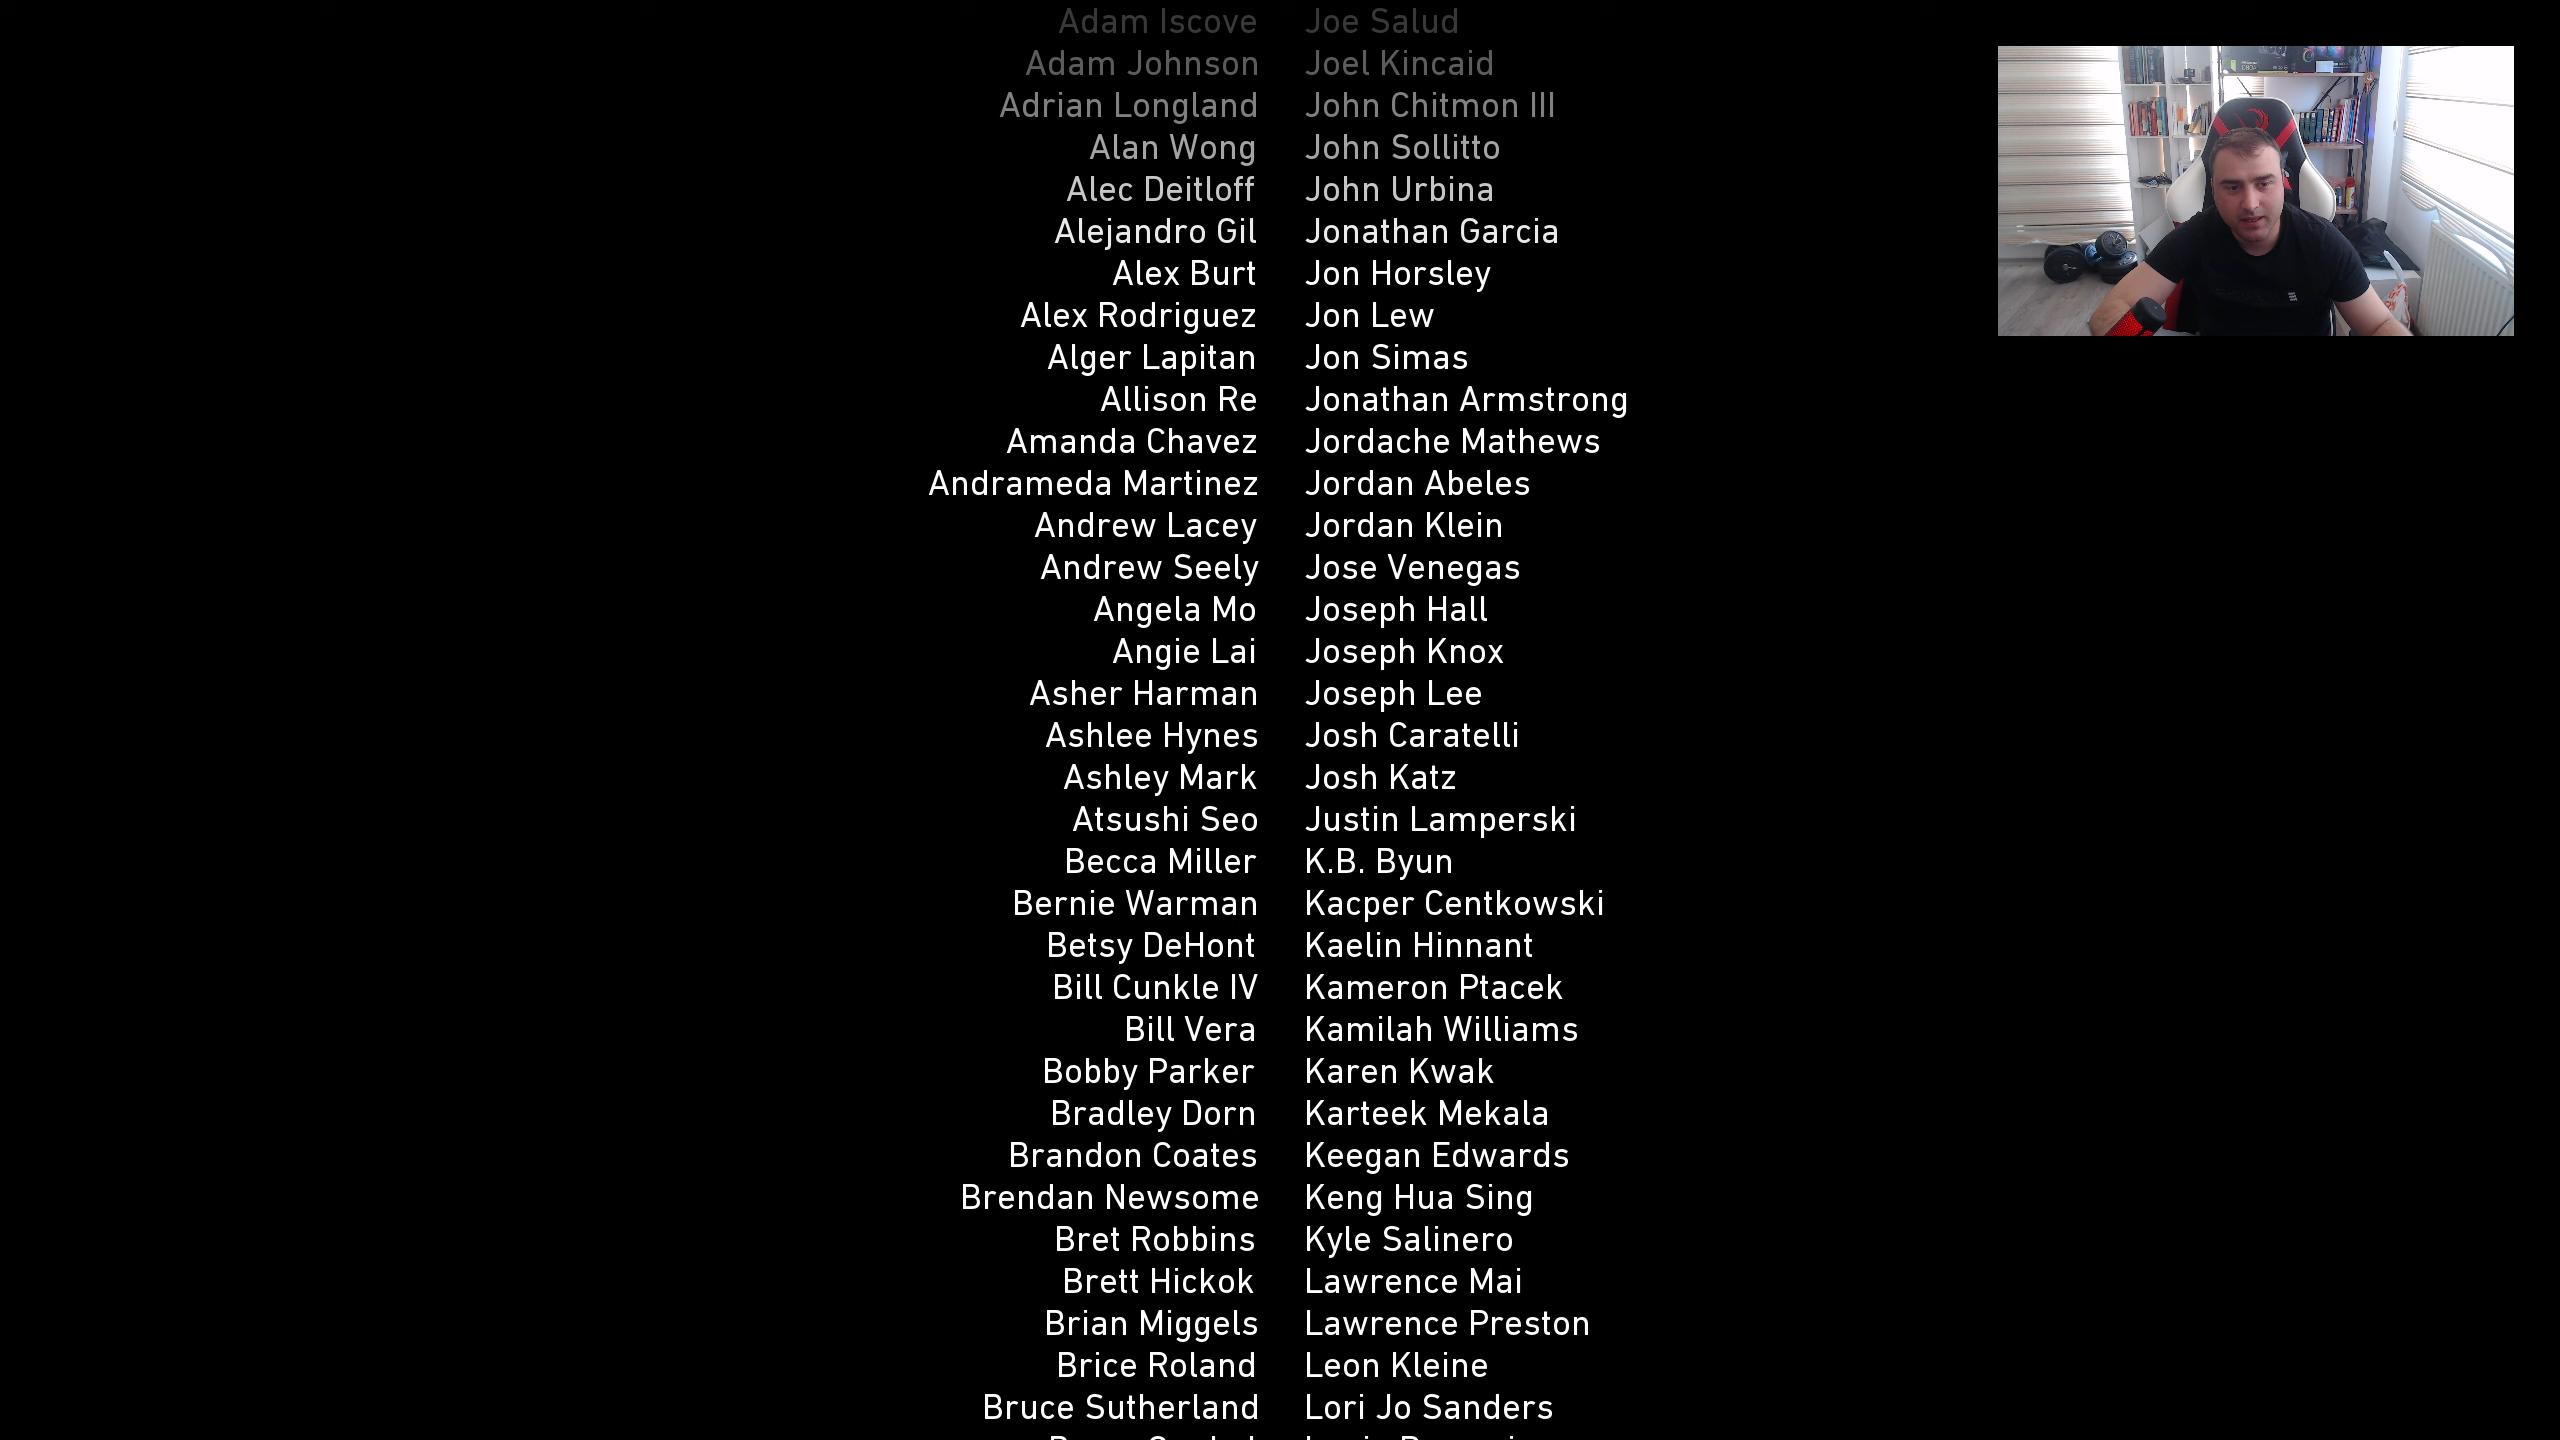 Adam Iscove Joe Salud
Adam Johnson Joel Kincaid
Adrian Longland John Chitmon III
Alan Wong John Sollitto
Alec Deitloff John Urbina
Alejandro Gil Jonathan Garcia
Alex Burt Jon Horsley
Alex Rodriguez Jon Lew
Alger Lapitan Jon Simas
Allison Re Jonathan Armstrong
Amanda Chavez Jordache Mathews
Andrameda Martinez Jordan Abeles
Andrew Lacey Jordan Klein
Andrew Seely Jose Venegas
Angela Mo Joseph Hall
Angie Lai Joseph Knox
Asher Harman Joseph Lee
Ashlee Hynes Josh Caratelli
Ashley Mark Josh Katz
Atsushi Seo Justin Lamperski
Becca Miller K.B. Byun
Bernie Warman Kacper Centkowski
Betsy DeHont Kaelin Hinnant
Bill Cunkle IV Kameron Ptacek
Bill Vera Kamilah Williams
Bobby Parker Karen Kwak
Bradley Dorn Karteek Mekala
Brandon Coates Keegan Edwards
Brendan Newsome Keng Hua Sing
Bret Robbins Kyle Salinero
Brett Hickok Lawrence Mai
Brian Miggels Lawrence Preston
Brice Roland Leon Kleine
Bruce Sutherland Lori Jo Sanders